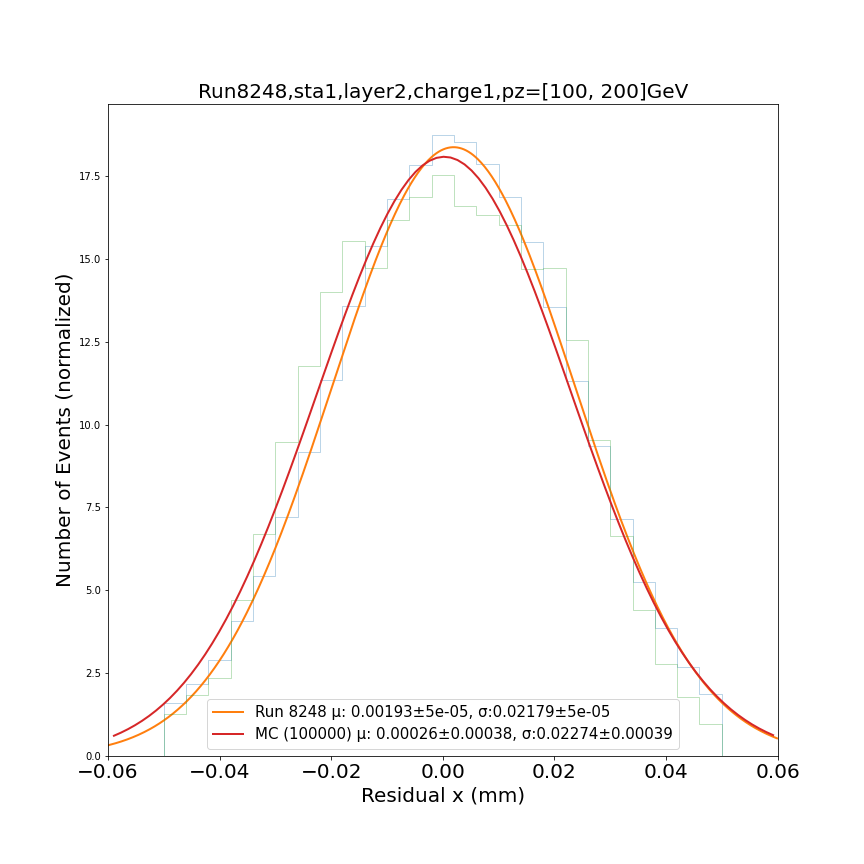 Run8248,sta1,layer2,charge1,pz=[100, 200]GeV
Number of Events (normalized)
17.5
15.0
12.5
10.0
7.5
5.0
2.5
0.0
Run 8248 μ: 0.00193±5e-05, σ:0.02179±5e-05
MC (100000) μ: 0.00026±0.00038, σ:0.02274±0.00039
−0.06 −0.04 −0.02 0.00 0.02 0.04 0.06
Residual x (mm)